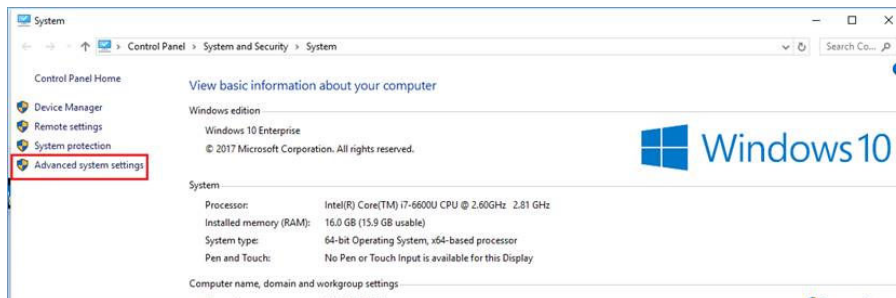 System
Control Panel > System and Security > System
Search Co...
Control Panel Home
Device Manager
Remote settings
System protection
Advanced system settings
View basic information about your computer
Windows edition
Windows 10 Enterprise
© 2017 Microsoft Corporation. All rights reserved.
Windows 10
System
Processor: Intel(R) Core(TM) i7-6600U CPU @ 2.60GHz 2.81 GHz
Installed memory (RAM): 16.0 GB (15.9 GB usable)
System type: 64-bit Operating System, x64-based processor
Pen and Touch: No Pen or Touch Input is available for this Display
Computer name, domain and workgroup settings